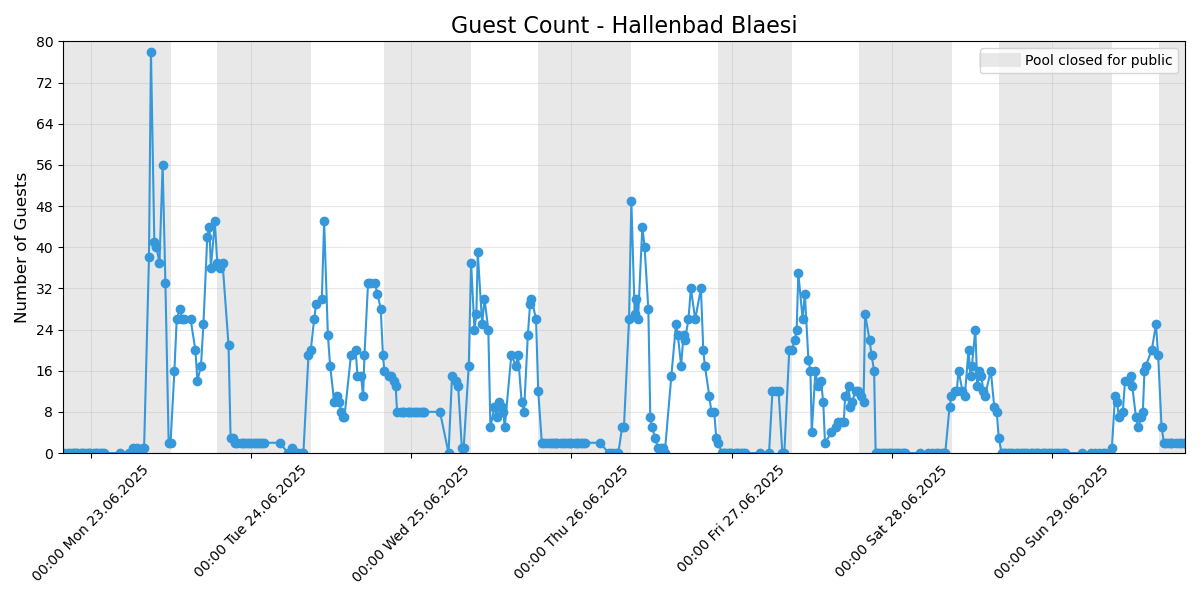 Guest Count - Hallenbad Blaesi
Pool closed for public
Number of Guests
80
72
64
56
48
40
32
24
16
8
0
00:00 Mon 23.06.2025
00:00 Tue 24.06.2025
00:00 Wed 25.06.2025
00:00 Thu 26.06.2025
00:00 Fri 27.06.2025
00:00 Sat 28.06.2025
00:00 Sun 29.06.2025